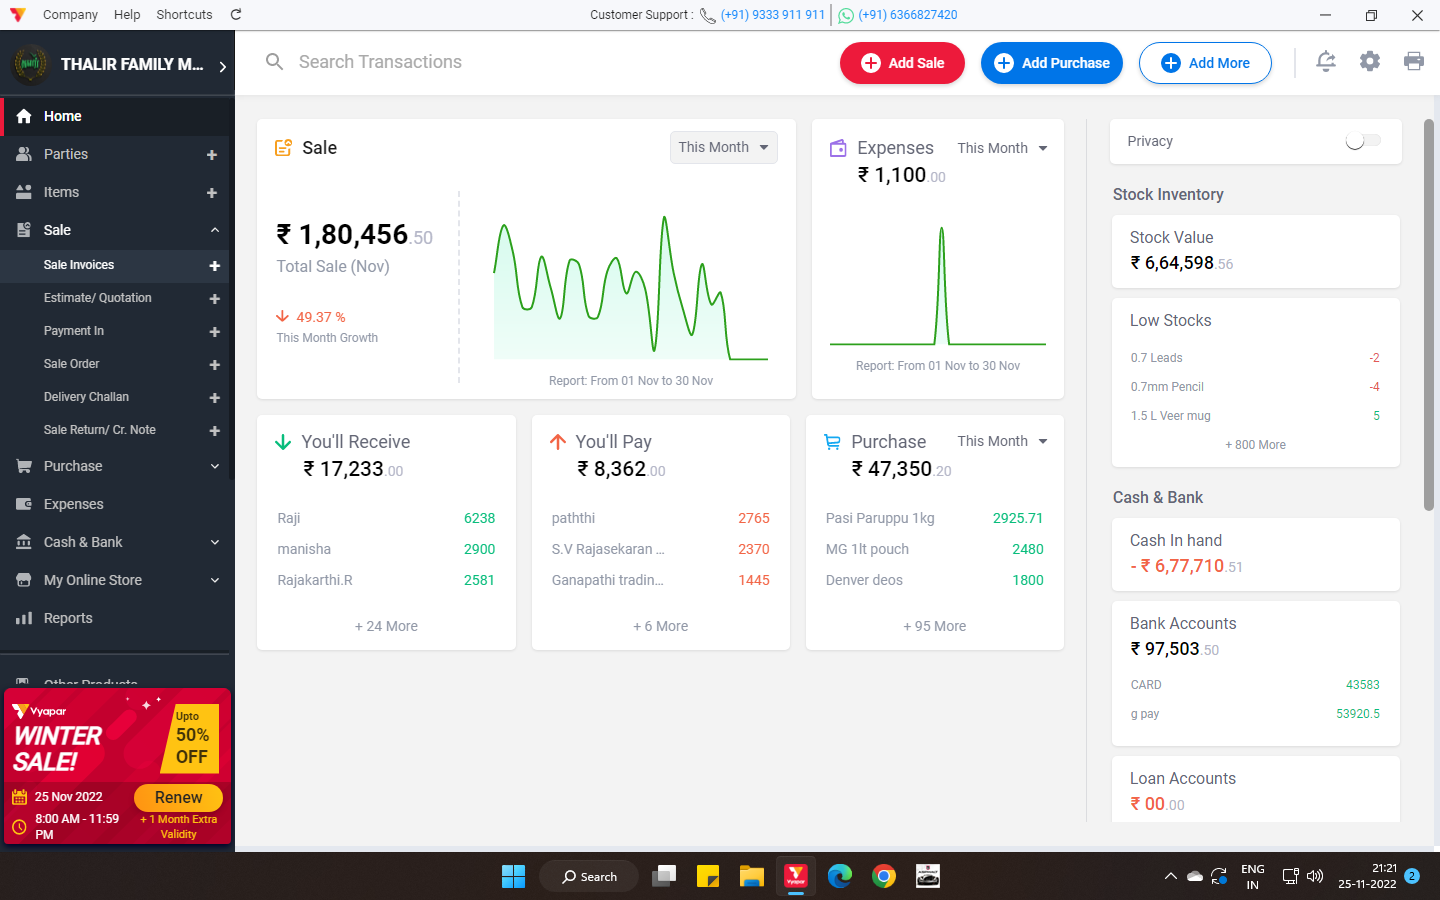 Company Help Shortcuts
Customer Support : (+91) 9333 911 911 (+91) 6366827420
THALIR FAMILY M...
Search Transactions
Add Sale
Add Purchase
Add More
Home
Parties
Items
Sale
Sale Invoices
Estimate/ Quotation
Payment In
Sale Order
Delivery Challan
Sale Return/ Cr. Note
Purchase
Expenses
Cash & Bank
My Online Store
Reports
Other Products
Vyapar
WINTER
SALE!
Upto
50%
OFF
25 Nov 2022
8:00 AM - 11:59
PM
Renew
+ 1 Month Extra
Validity
Sale
This Month
₹ 1,80,456.50
Total Sale (Nov)
49.37 %
This Month Growth
Report: From 01 Nov to 30 Nov
Expenses
This Month
₹ 1,100.00
Report: From 01 Nov to 30 Nov
You'll Receive
₹ 17,233.00
Raji 6238
manisha 2900
Rajakarthi.R 2581
+ 24 More
You'll Pay
₹ 8,362.00
paththi 2765
S.V Rajasekaran ... 2370
Ganapathi tradin... 1445
+ 6 More
Purchase
This Month
₹ 47,350.20
Pasi Paruppu 1kg 2925.71
MG 1lt pouch 2480
Denver deos 1800
+ 95 More
Privacy
Stock Inventory
Stock Value
₹ 6,64,598.56
Low Stocks
0.7 Leads -2
0.7mm Pencil -4
1.5 L Veer mug 5
+ 800 More
Cash & Bank
Cash In hand
- ₹ 6,77,710.51
Bank Accounts
₹ 97,503.50
CARD 43583
g pay 53920.5
Loan Accounts
₹ 00.00
Search
Vyapar
ENG
IN
21:21
25-11-2022
2